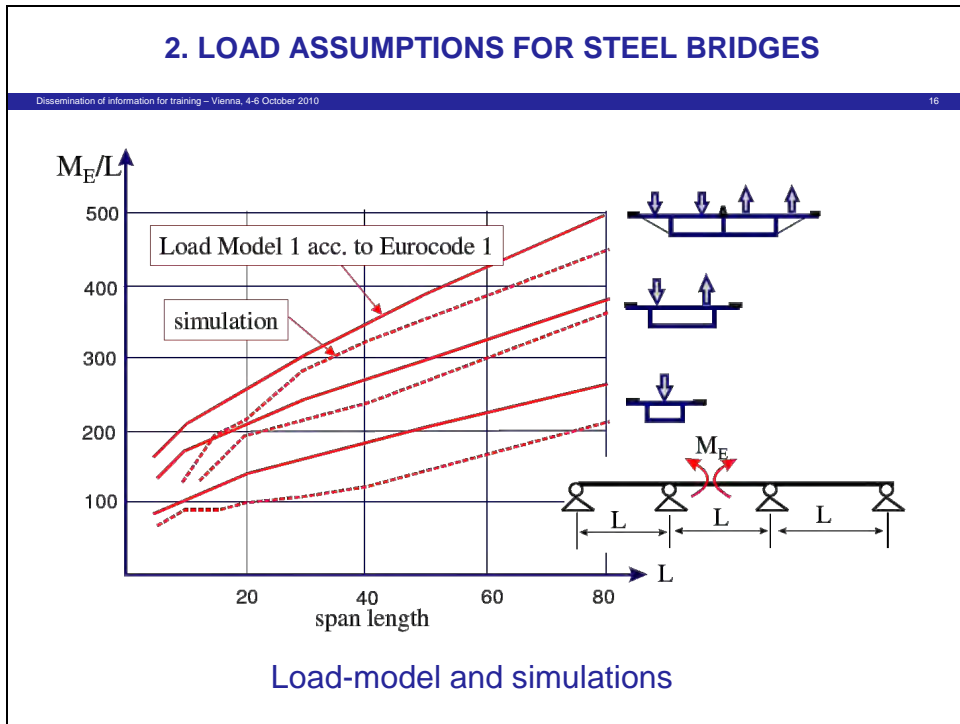 2. LOAD ASSUMPTIONS FOR STEEL BRIDGES
Dissemination of information for training – Vienna, 4-6 October 2010 16
M_E/L
500
Load Model 1 acc. to Eurocode 1
400
simulation
300
200
M_E
100
L L L
L
20 40 60 80
span length
Load-model and simulations